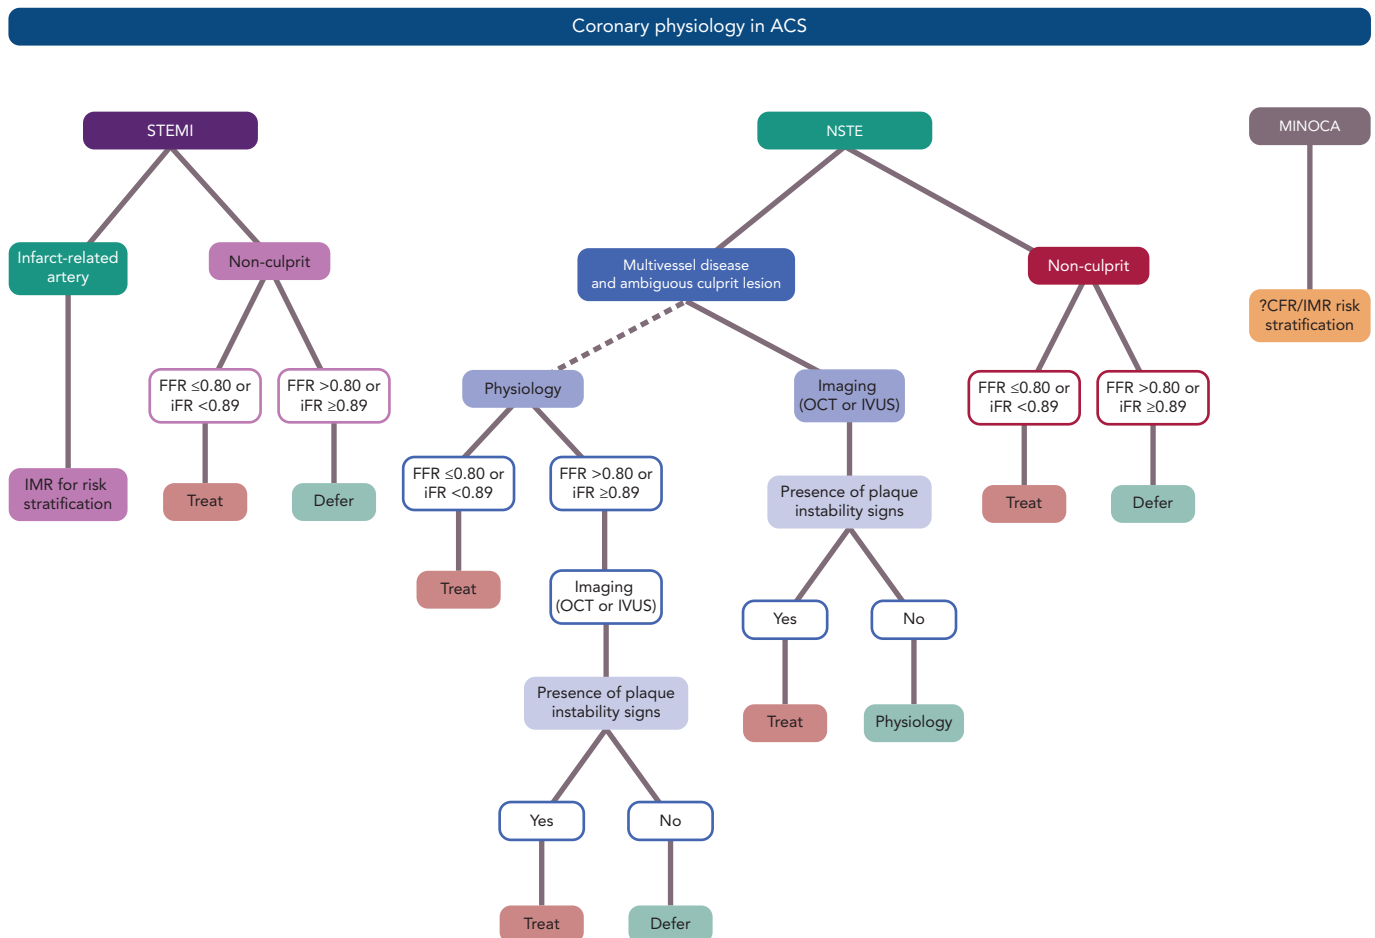 Coronary physiology in ACS
STEMI
NSTE
MINOCA
Infarct-related
artery
Non-culprit
Multivessel disease
and ambiguous culprit lesion
Non-culprit
?CFR/IMR risk
stratification
FFR ≤0.80 or
iFR <0.89
FFR >0.80 or
iFR ≥0.89
Physiology
Imaging
(OCT or IVUS)
FFR ≤0.80 or
iFR <0.89
FFR >0.80 or
iFR ≥0.89
IMR for risk
stratification
Treat
Defer
FFR ≤0.80 or
iFR <0.89
FFR >0.80 or
iFR ≥0.89
Presence of plaque
instability signs
Treat
Defer
Treat
Imaging
(OCT or IVUS)
Yes
No
Presence of plaque
instability signs
Treat
Physiology
Yes
No
Treat
Defer